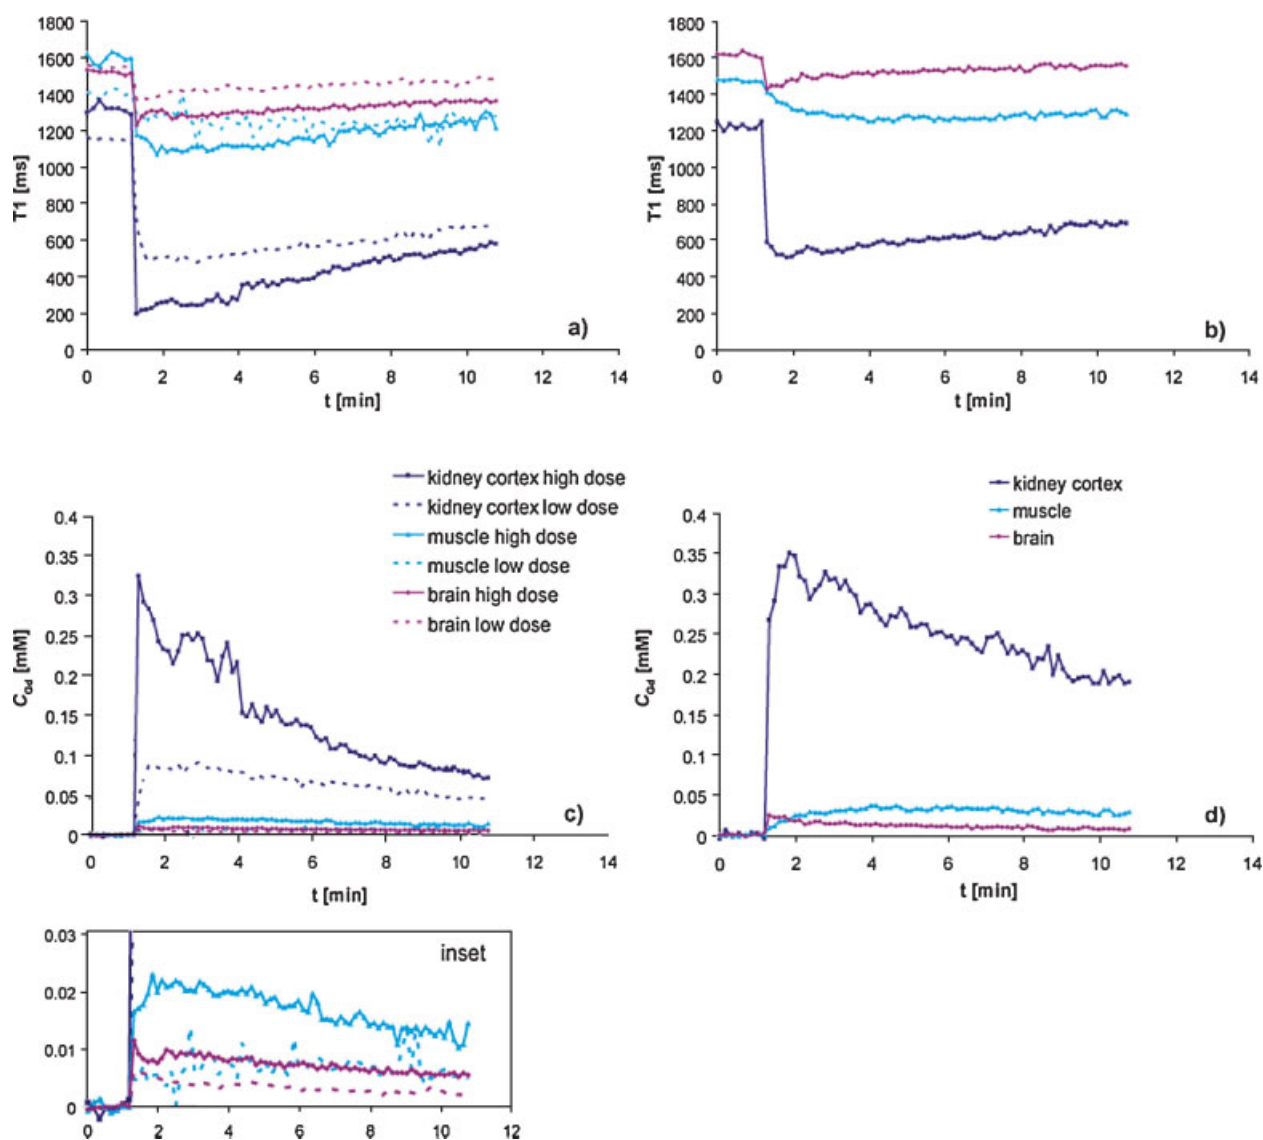 1800
1600
1400
1200
1000
800
600
400
200
0
T1 [ms]
0 2 4 6 8 10 12 14
t [min]
a)
1800
1600
1400
1200
1000
800
600
400
200
0
T1 [ms]
0 2 4 6 8 10 12 14
t [min]
b)
kidney cortex high dose
kidney cortex low dose
muscle high dose
muscle low dose
brain high dose
brain low dose
0.4
0.35
0.3
0.25
0.2
0.15
0.1
0.05
0
C_Gd [mM]
0 2 4 6 8 10 12 14
t [min]
c)
kidney cortex
muscle
brain
0.4
0.35
0.3
0.25
0.2
0.15
0.1
0.05
0
C_Gd [mM]
0 2 4 6 8 10 12 14
t [min]
d)
inset
0.03
0.02
0.01
0
0 2 4 6 8 10 12